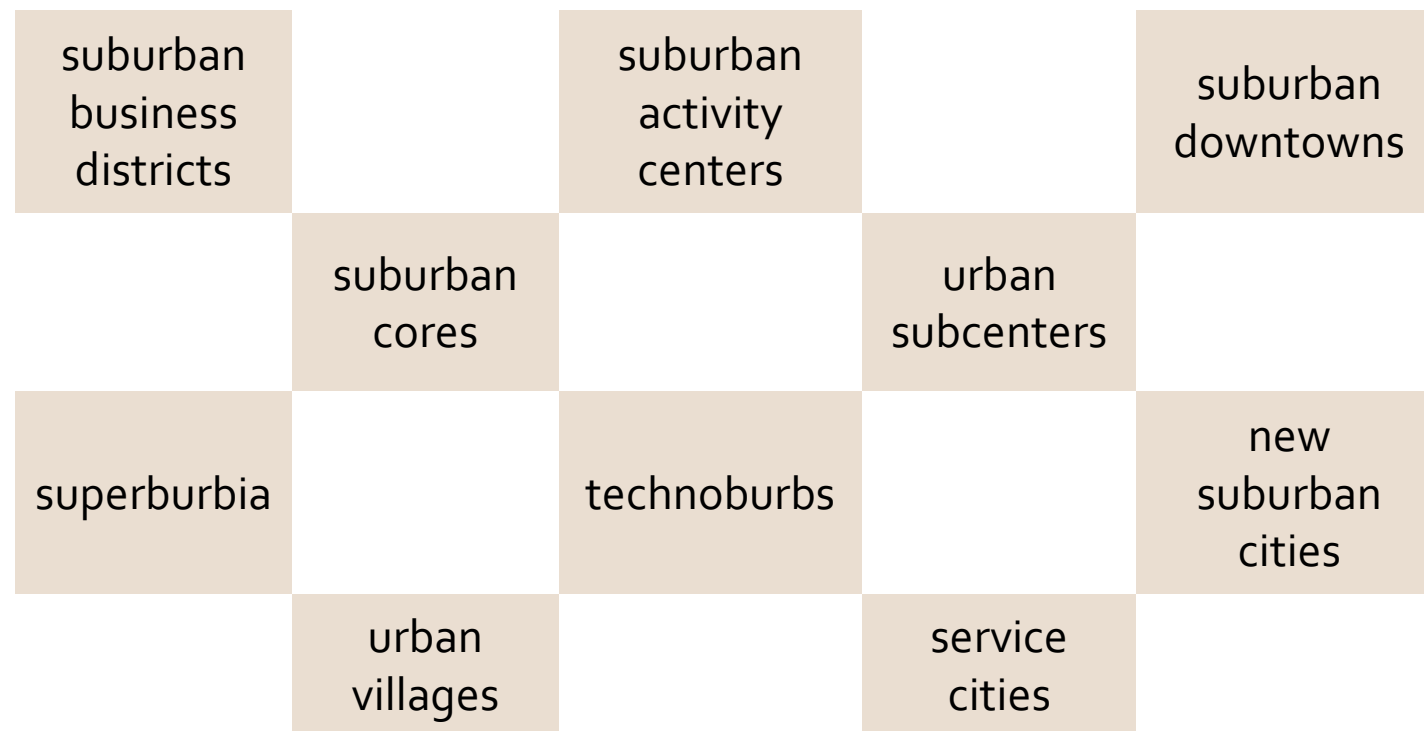 suburban
business
districts
suburban
activity
centers
suburban
downtowns
suburban
cores
urban
subcenters
superburbia
technoburbs
new
suburban
cities
urban
villages
service
cities